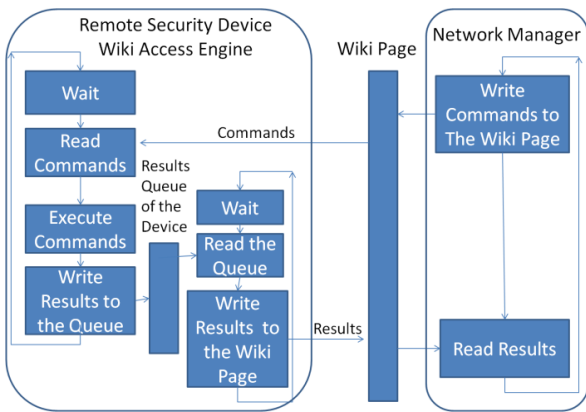 Remote Security Device
Wiki Access Engine
Wait
Read
Commands
Execute
Commands
Write
Results to
the Queue
Results
Queue
of the
Device
Wait
Read the
Queue
Write
Results to
the Wiki
Page
Commands
Results
Wiki Page
Network Manager
Write
Commands to
The Wiki Page
Read Results